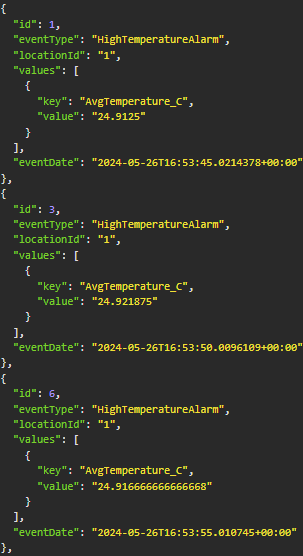 {
"id": 1,
"eventType": "HighTemperatureAlarm",
"locationId": "1",
"values": [
{
"key": "AvgTemperature_C",
"value": "24.9125"
}
],
"eventDate": "2024-05-26T16:53:45.0214378+00:00"
},
{
"id": 3,
"eventType": "HighTemperatureAlarm",
"locationId": "1",
"values": [
{
"key": "AvgTemperature_C",
"value": "24.921875"
}
],
"eventDate": "2024-05-26T16:53:50.0096109+00:00"
},
{
"id": 6,
"eventType": "HighTemperatureAlarm",
"locationId": "1",
"values": [
{
"key": "AvgTemperature_C",
"value": "24.916666666666668"
}
],
"eventDate": "2024-05-26T16:53:55.010745+00:00"
},